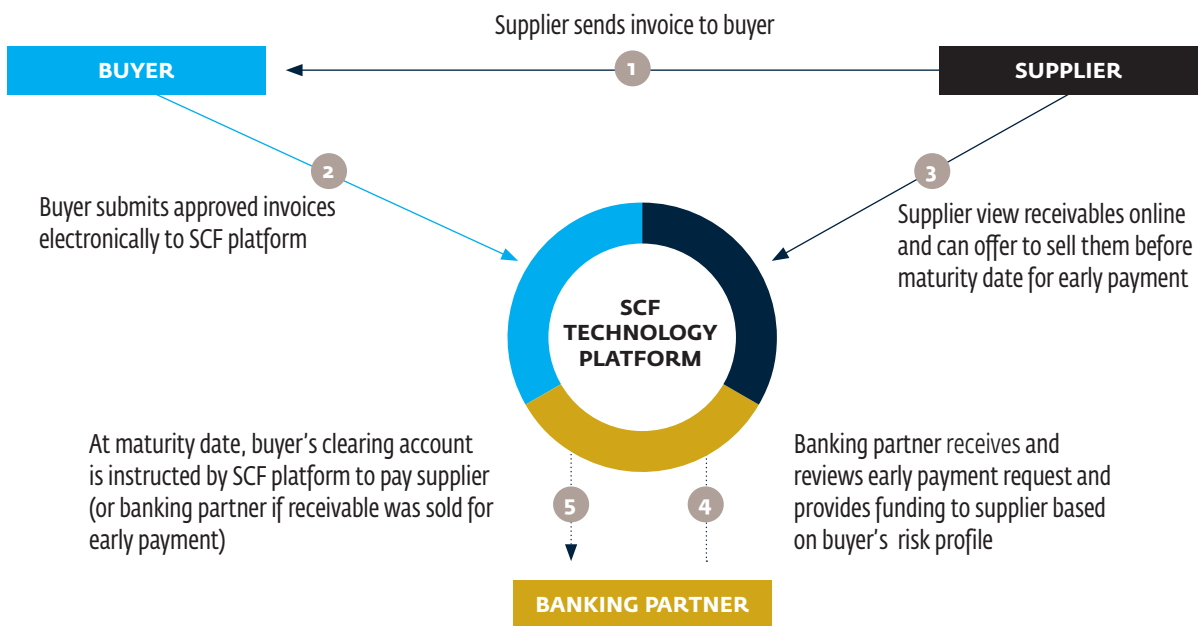 Supplier sends invoice to buyer
BUYER
1
SUPPLIER
2
3
Buyer submits approved invoices
electronically to SCF platform
Supplier view receivables online
and can offer to sell them before
maturity date for early payment
SCF
TECHNOLOGY
PLATFORM
At maturity date, buyer's clearing account
is instructed by SCF platform to pay supplier
(or banking partner if receivable was sold for
early payment)
5
4
Banking partner receives and
reviews early payment request and
provides funding to supplier based
on buyer's risk profile
BANKING PARTNER